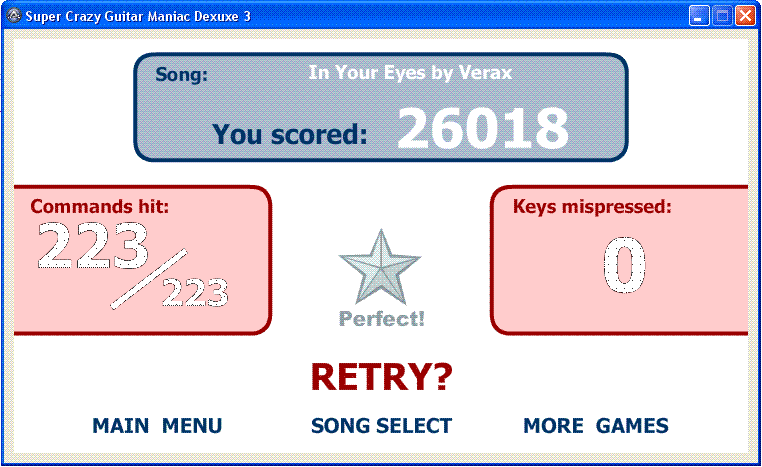 Super Crazy Guitar Maniac Dexuxe 3
Song: In Your Eyes by Verax
You scored: 26018
Commands hit:
223/223
Keys mispressed:
0
Perfect!
RETRY?
MAIN MENU SONG SELECT MORE GAMES